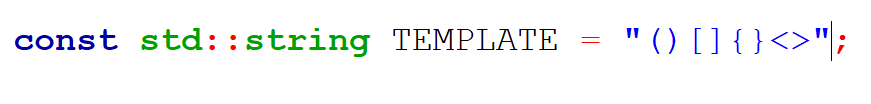 const std::string TEMPLATE = "()[]{}<>";